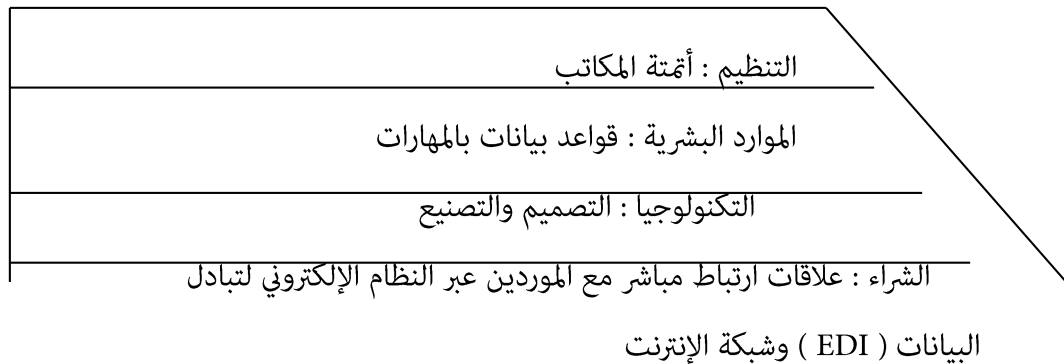 التنظيم : أتمتة المكاتب
الموارد البشرية : قواعد بيانات بالمهارات
التكنولوجيا : التصميم والتصنيع
الشراء : علاقات ارتباط مباشر مع الموردين عبر النظام الإلكتروني لتبادل
البيانات ( EDI ) وشبكة الإنترنت